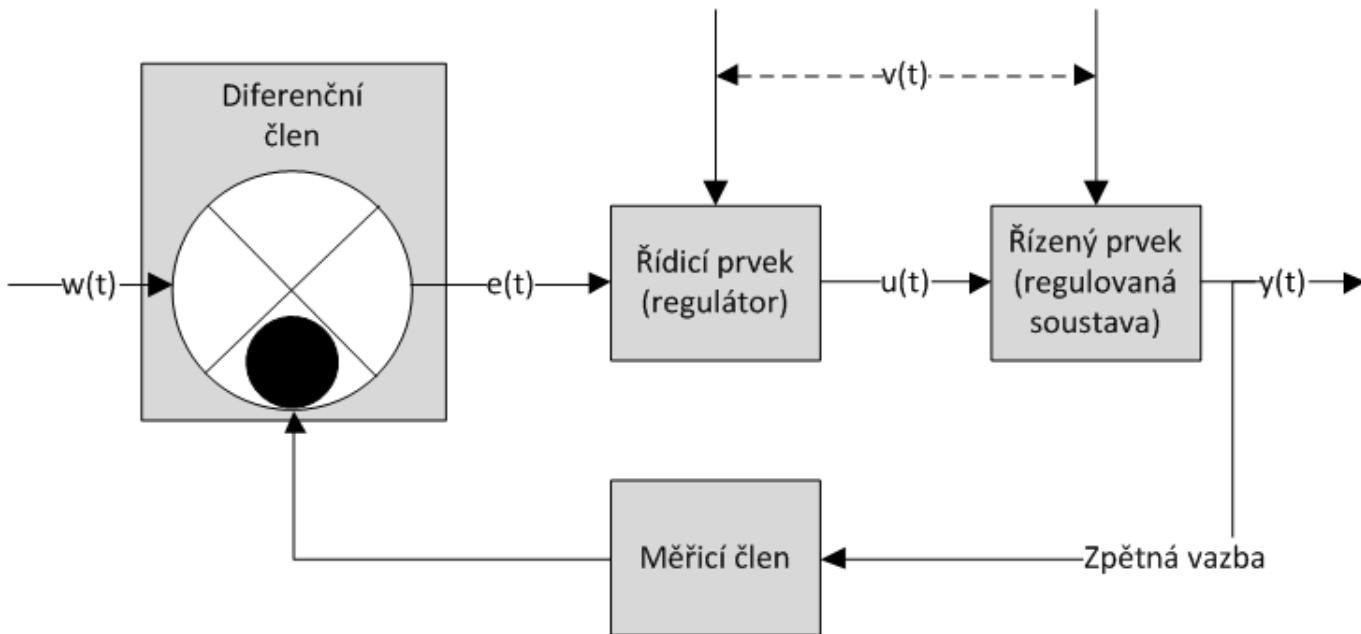 v(t)
Diferenční
člen
w(t)
e(t)
Řídicí prvek
(regulátor)
u(t)
Řízený prvek
(regulovaná
soustava)
y(t)
Měřicí člen
Zpětná vazba